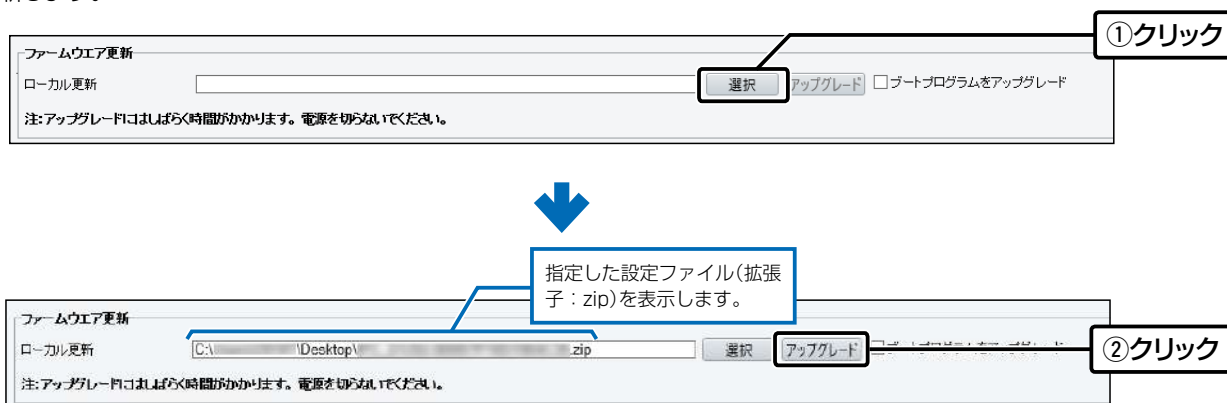 ①クリック
ファームウエア更新
ローカル更新 選択 アップグレード ブートプログラムをアップグレード
注:アップグレードにはしばらく時間がかかります。電源を切らないでください。
指定した設定ファイル(拡張
子:zip)を表示します。
ファームウエア更新
ローカル更新 C:\ \Desktop\ .zip 選択 アップグレード
②クリック
注:アップグレードにはしばらく時間がかかります。電源を切らないでください。